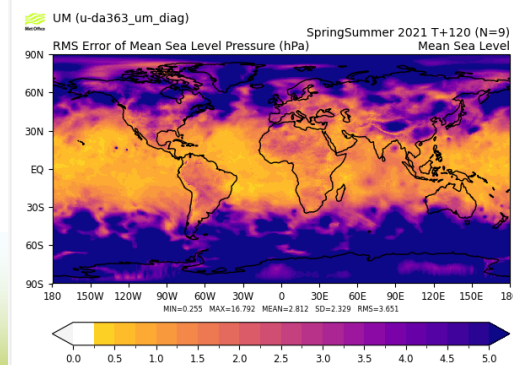 UM (u-da363_um_diag)
Met Office
SpringSummer 2021 T+120 (N=9)
RMS Error of Mean Sea Level Pressure (hPa) Mean Sea Level
90N
60N
30N
EQ
30S
60S
90S
180 150W 120W 90W 60W 30W 0 30E 60E 90E 120E 150E 180
MIN=0.255 MAX=16.792 MEAN=2.812 SD=2.329 RMS=3.651
0.0 0.5 1.0 1.5 2.0 2.5 3.0 3.5 4.0 4.5 5.0